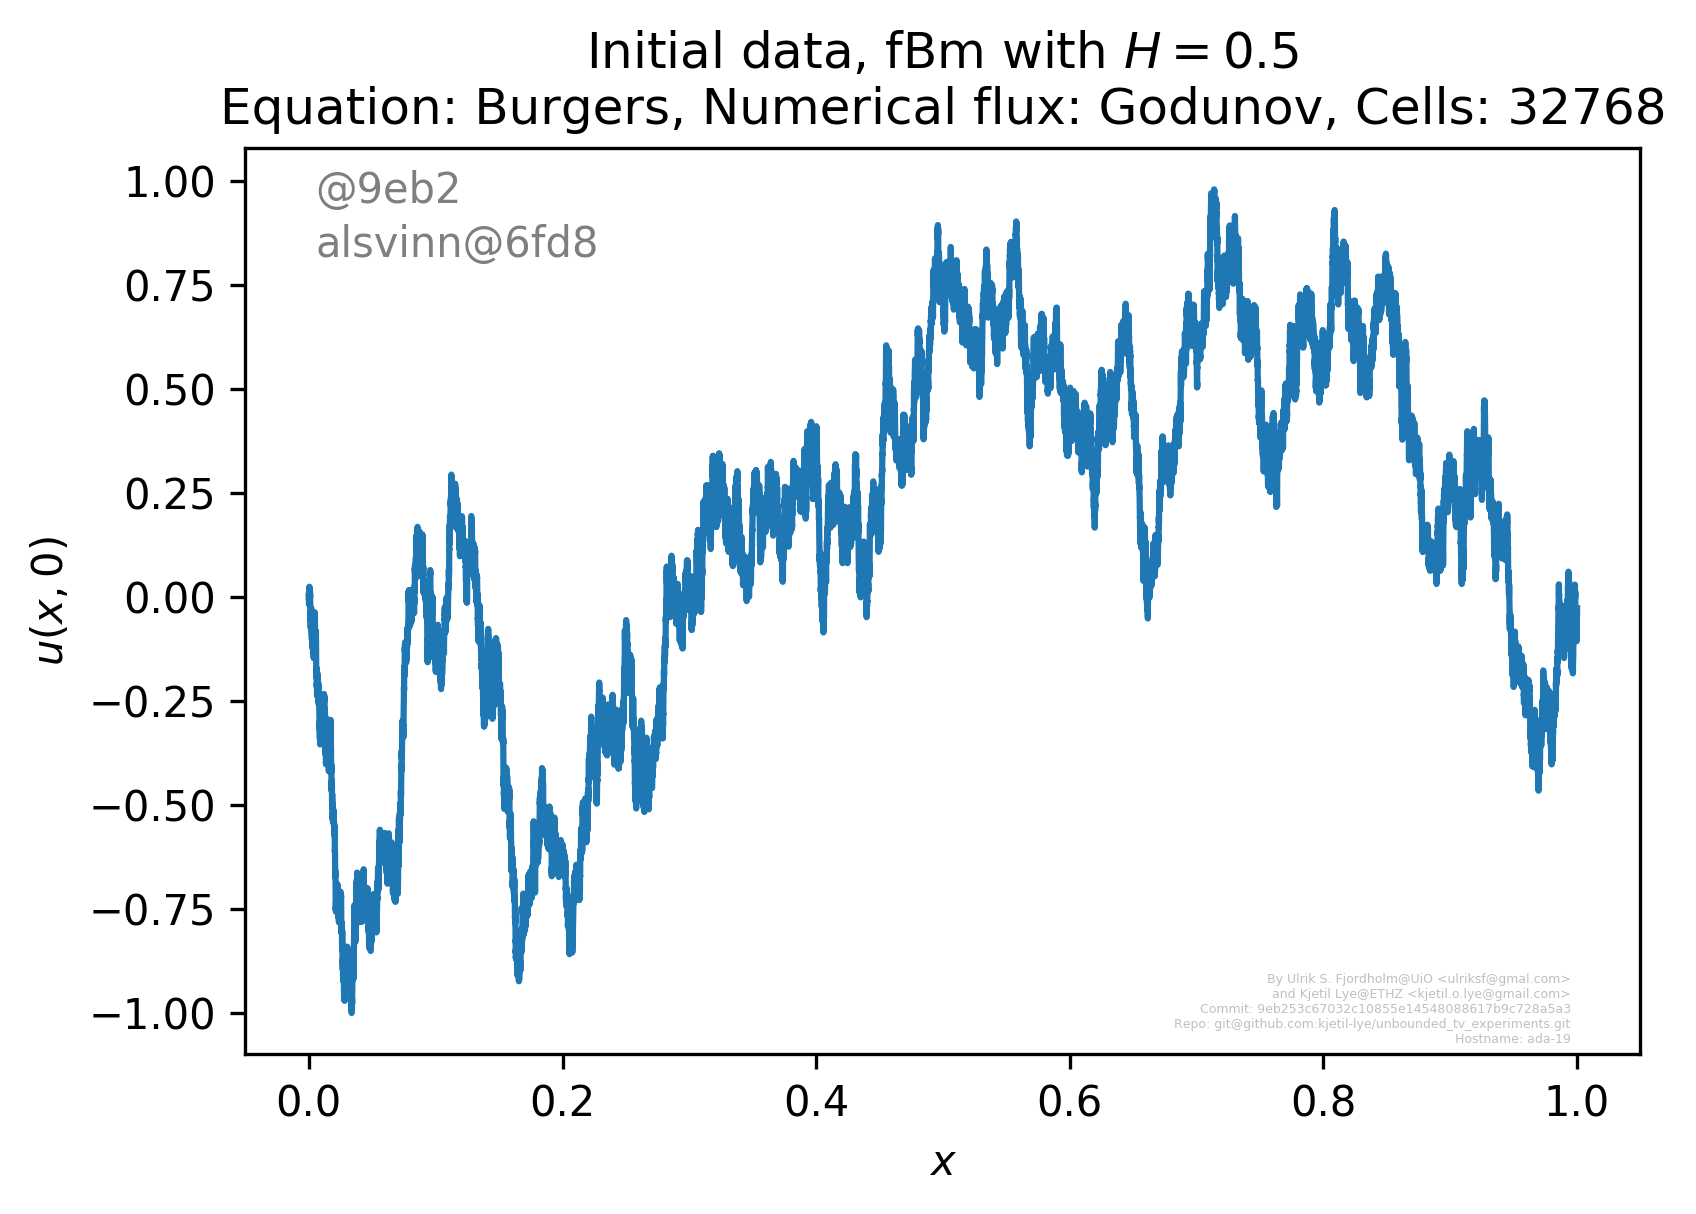 Initial data, fBm with H = 0.5
Equation: Burgers, Numerical flux: Godunov, Cells: 32768
@9eb2
alsvinn@6fd8
1.00
0.75
0.50
0.25
0.00
−0.25
−0.50
−0.75
−1.00
u(x, 0)
By Ulrik S. Fjordholm@UiO <ulriksf@gmal.com>
and Kjetil Lye@ETHZ <kjetil.o.lye@gmail.com>
Commit: 9eb253c67032c10855e14548088617b9c728a5a3
Repo: git@github.com:kjetil-lye/unbounded_tv_experiments.git
Hostname: ada-19
0.0 0.2 0.4 0.6 0.8 1.0
x